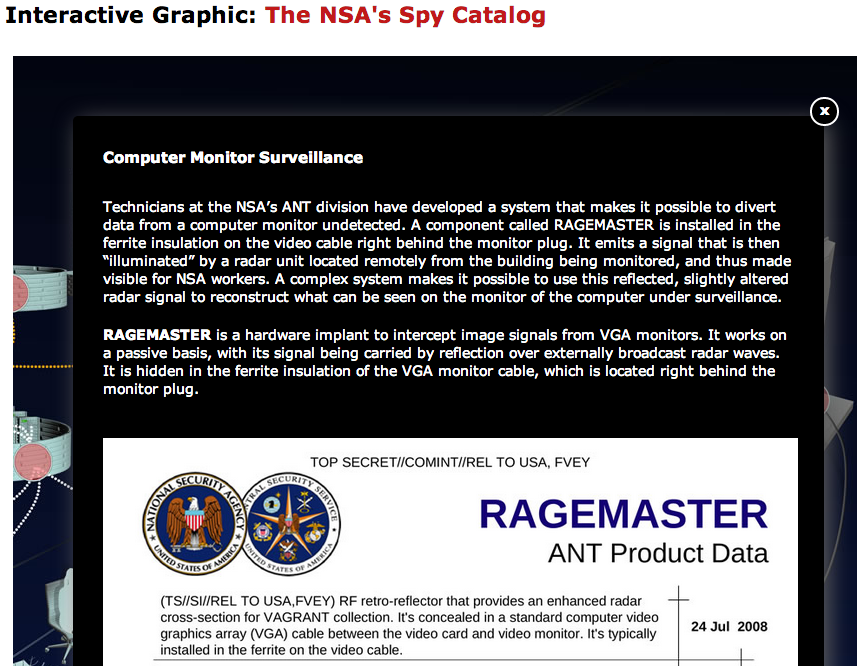 Interactive Graphic: The NSA's Spy Catalog
x
Computer Monitor Surveillance
Technicians at the NSA’s ANT division have developed a system that makes it possible to divert
data from a computer monitor undetected. A component called RAGEMASTER is installed in the
ferrite insulation on the video cable right behind the monitor plug. It emits a signal that is then
“illuminated” by a radar unit located remotely from the building being monitored, and thus made
visible for NSA workers. A complex system makes it possible to use this reflected, slightly altered
radar signal to reconstruct what can be seen on the monitor of the computer under surveillance.
RAGEMASTER is a hardware implant to intercept image signals from VGA monitors. It works on
a passive basis, with its signal being carried by reflection over externally broadcast radar waves.
It is hidden in the ferrite insulation of the VGA monitor cable, which is located right behind the
monitor plug.
TOP SECRET//COMINT//REL TO USA, FVEY
NATIONAL SECURITY AGENCY
UNITED STATES OF AMERICA
TRAL SECURITY SERVICE
UNITED STATES OF AMERICA
RAGEMASTER
ANT Product Data
(TS//SI//REL TO USA,FVEY) RF retro-reflector that provides an enhanced radar
cross-section for VAGRANT collection. It's concealed in a standard computer video
graphics array (VGA) cable between the video card and video monitor. It's typically
installed in the ferrite on the video cable.
24 Jul 2008